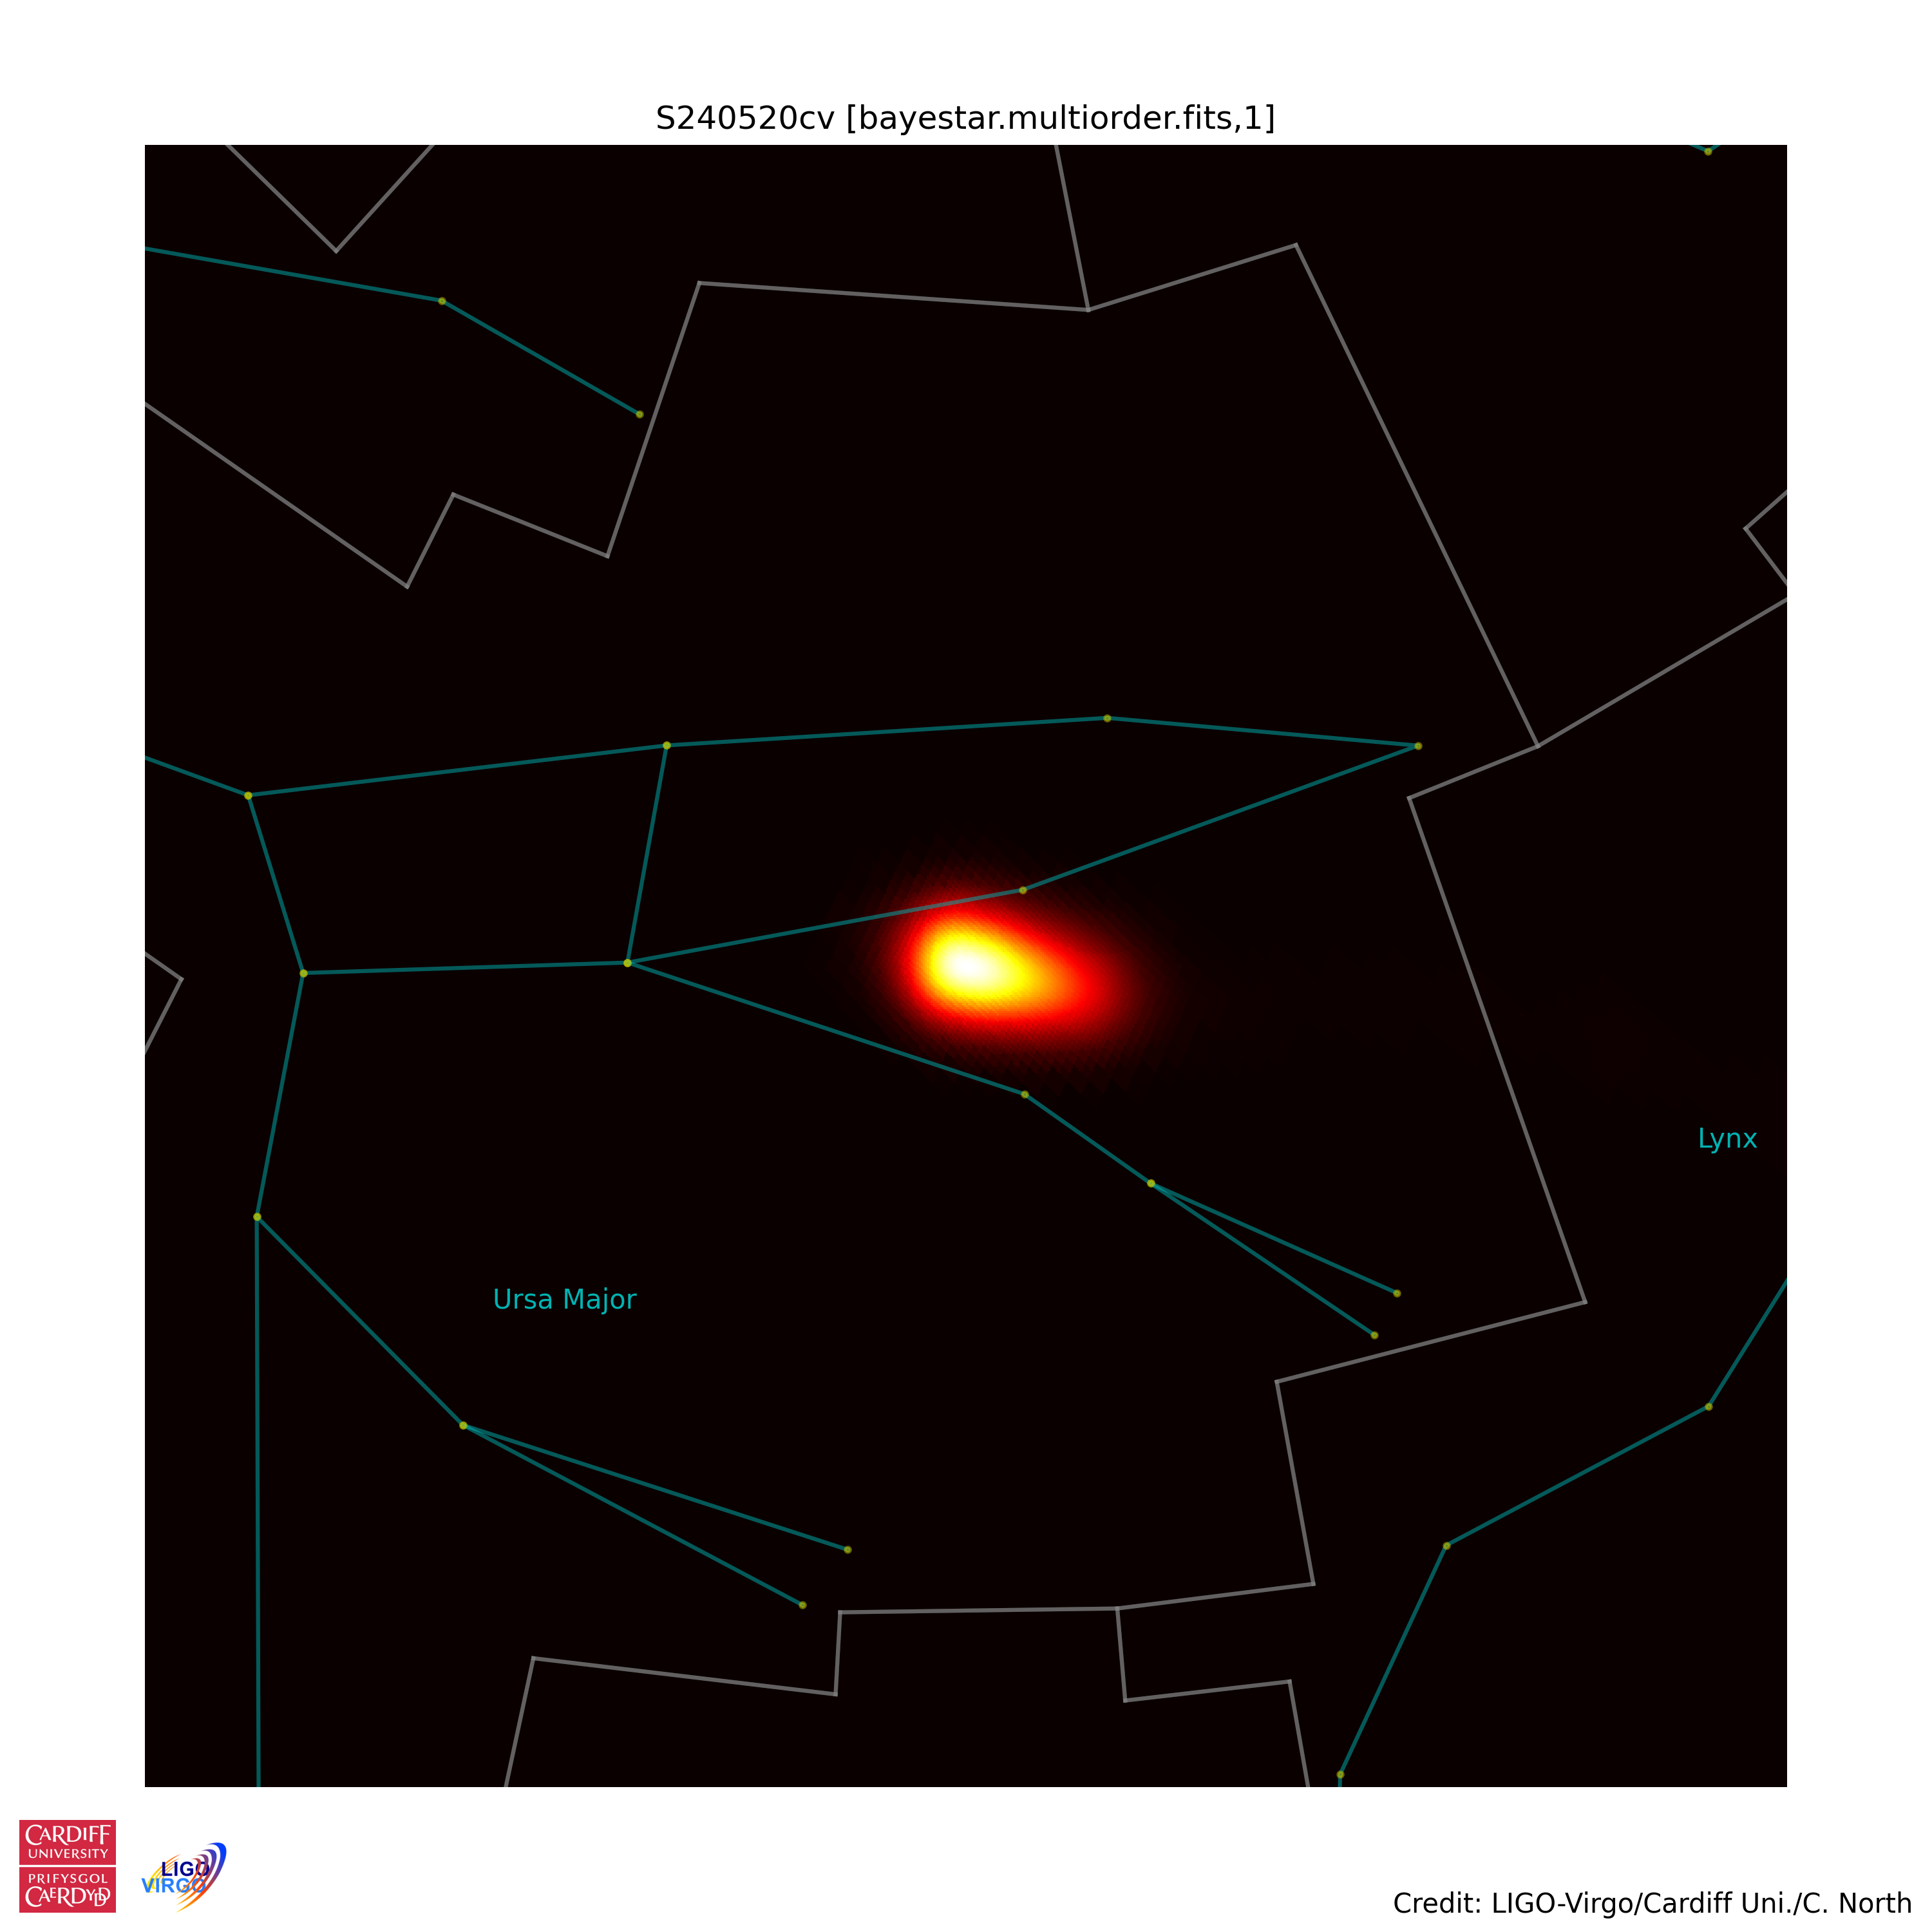 S240520cv [bayestar.multiorder.fits,1]
Lynx
Ursa Major
CARDIFF
UNIVERSITY
PRIFYSGOL
CAERDYDD
LIGO
VIRGO
Credit: LIGO-Virgo/Cardiff Uni./C. North